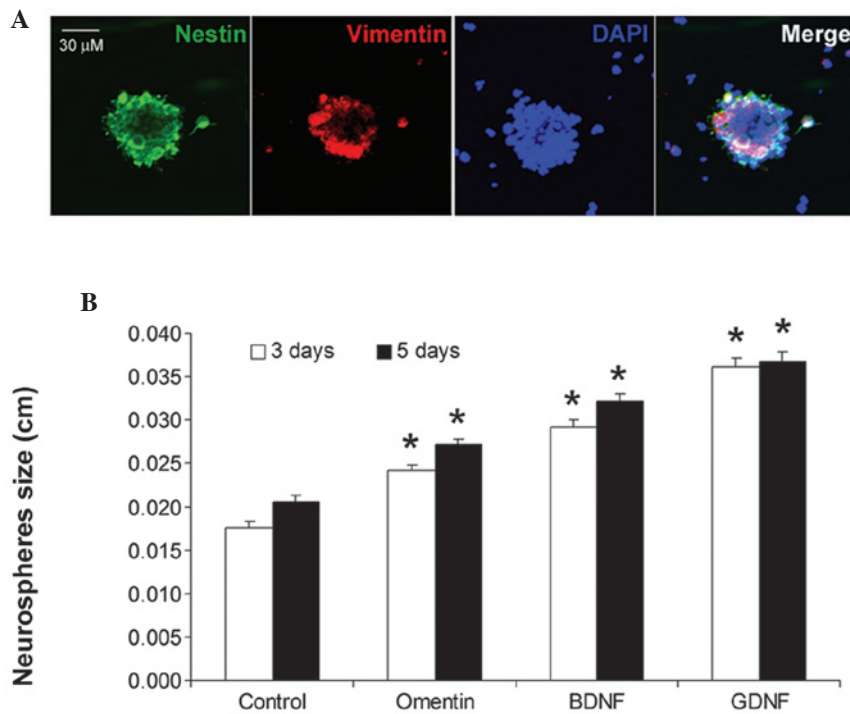 A
30 µM
Nestin
Vimentin
DAPI
Merge
B
Neurospheres size (cm)
0.040
0.035
0.030
0.025
0.020
0.015
0.010
0.005
0.000
3 days
5 days
* *
* *
* *
Control
Omentin
BDNF
GDNF